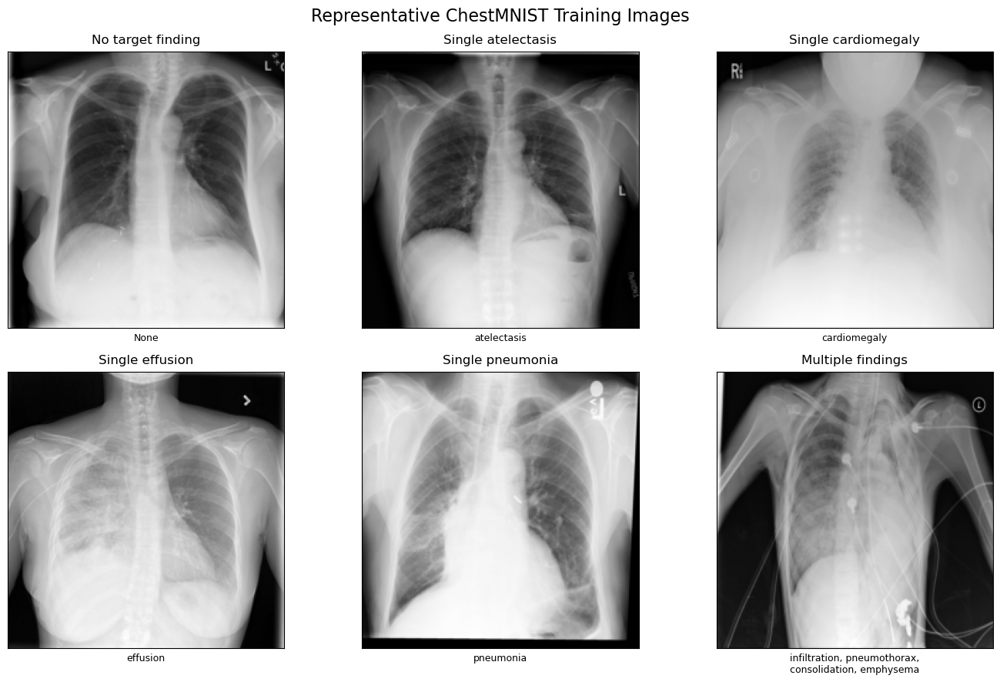 Representative ChestMNIST Training Images
No target finding
Single atelectasis
Single cardiomegaly
L
L
R
None
atelectasis
cardiomegaly
Single effusion
Single pneumonia
Multiple findings
L
L
effusion
pneumonia
infiltration, pneumothorax,
consolidation, emphysema